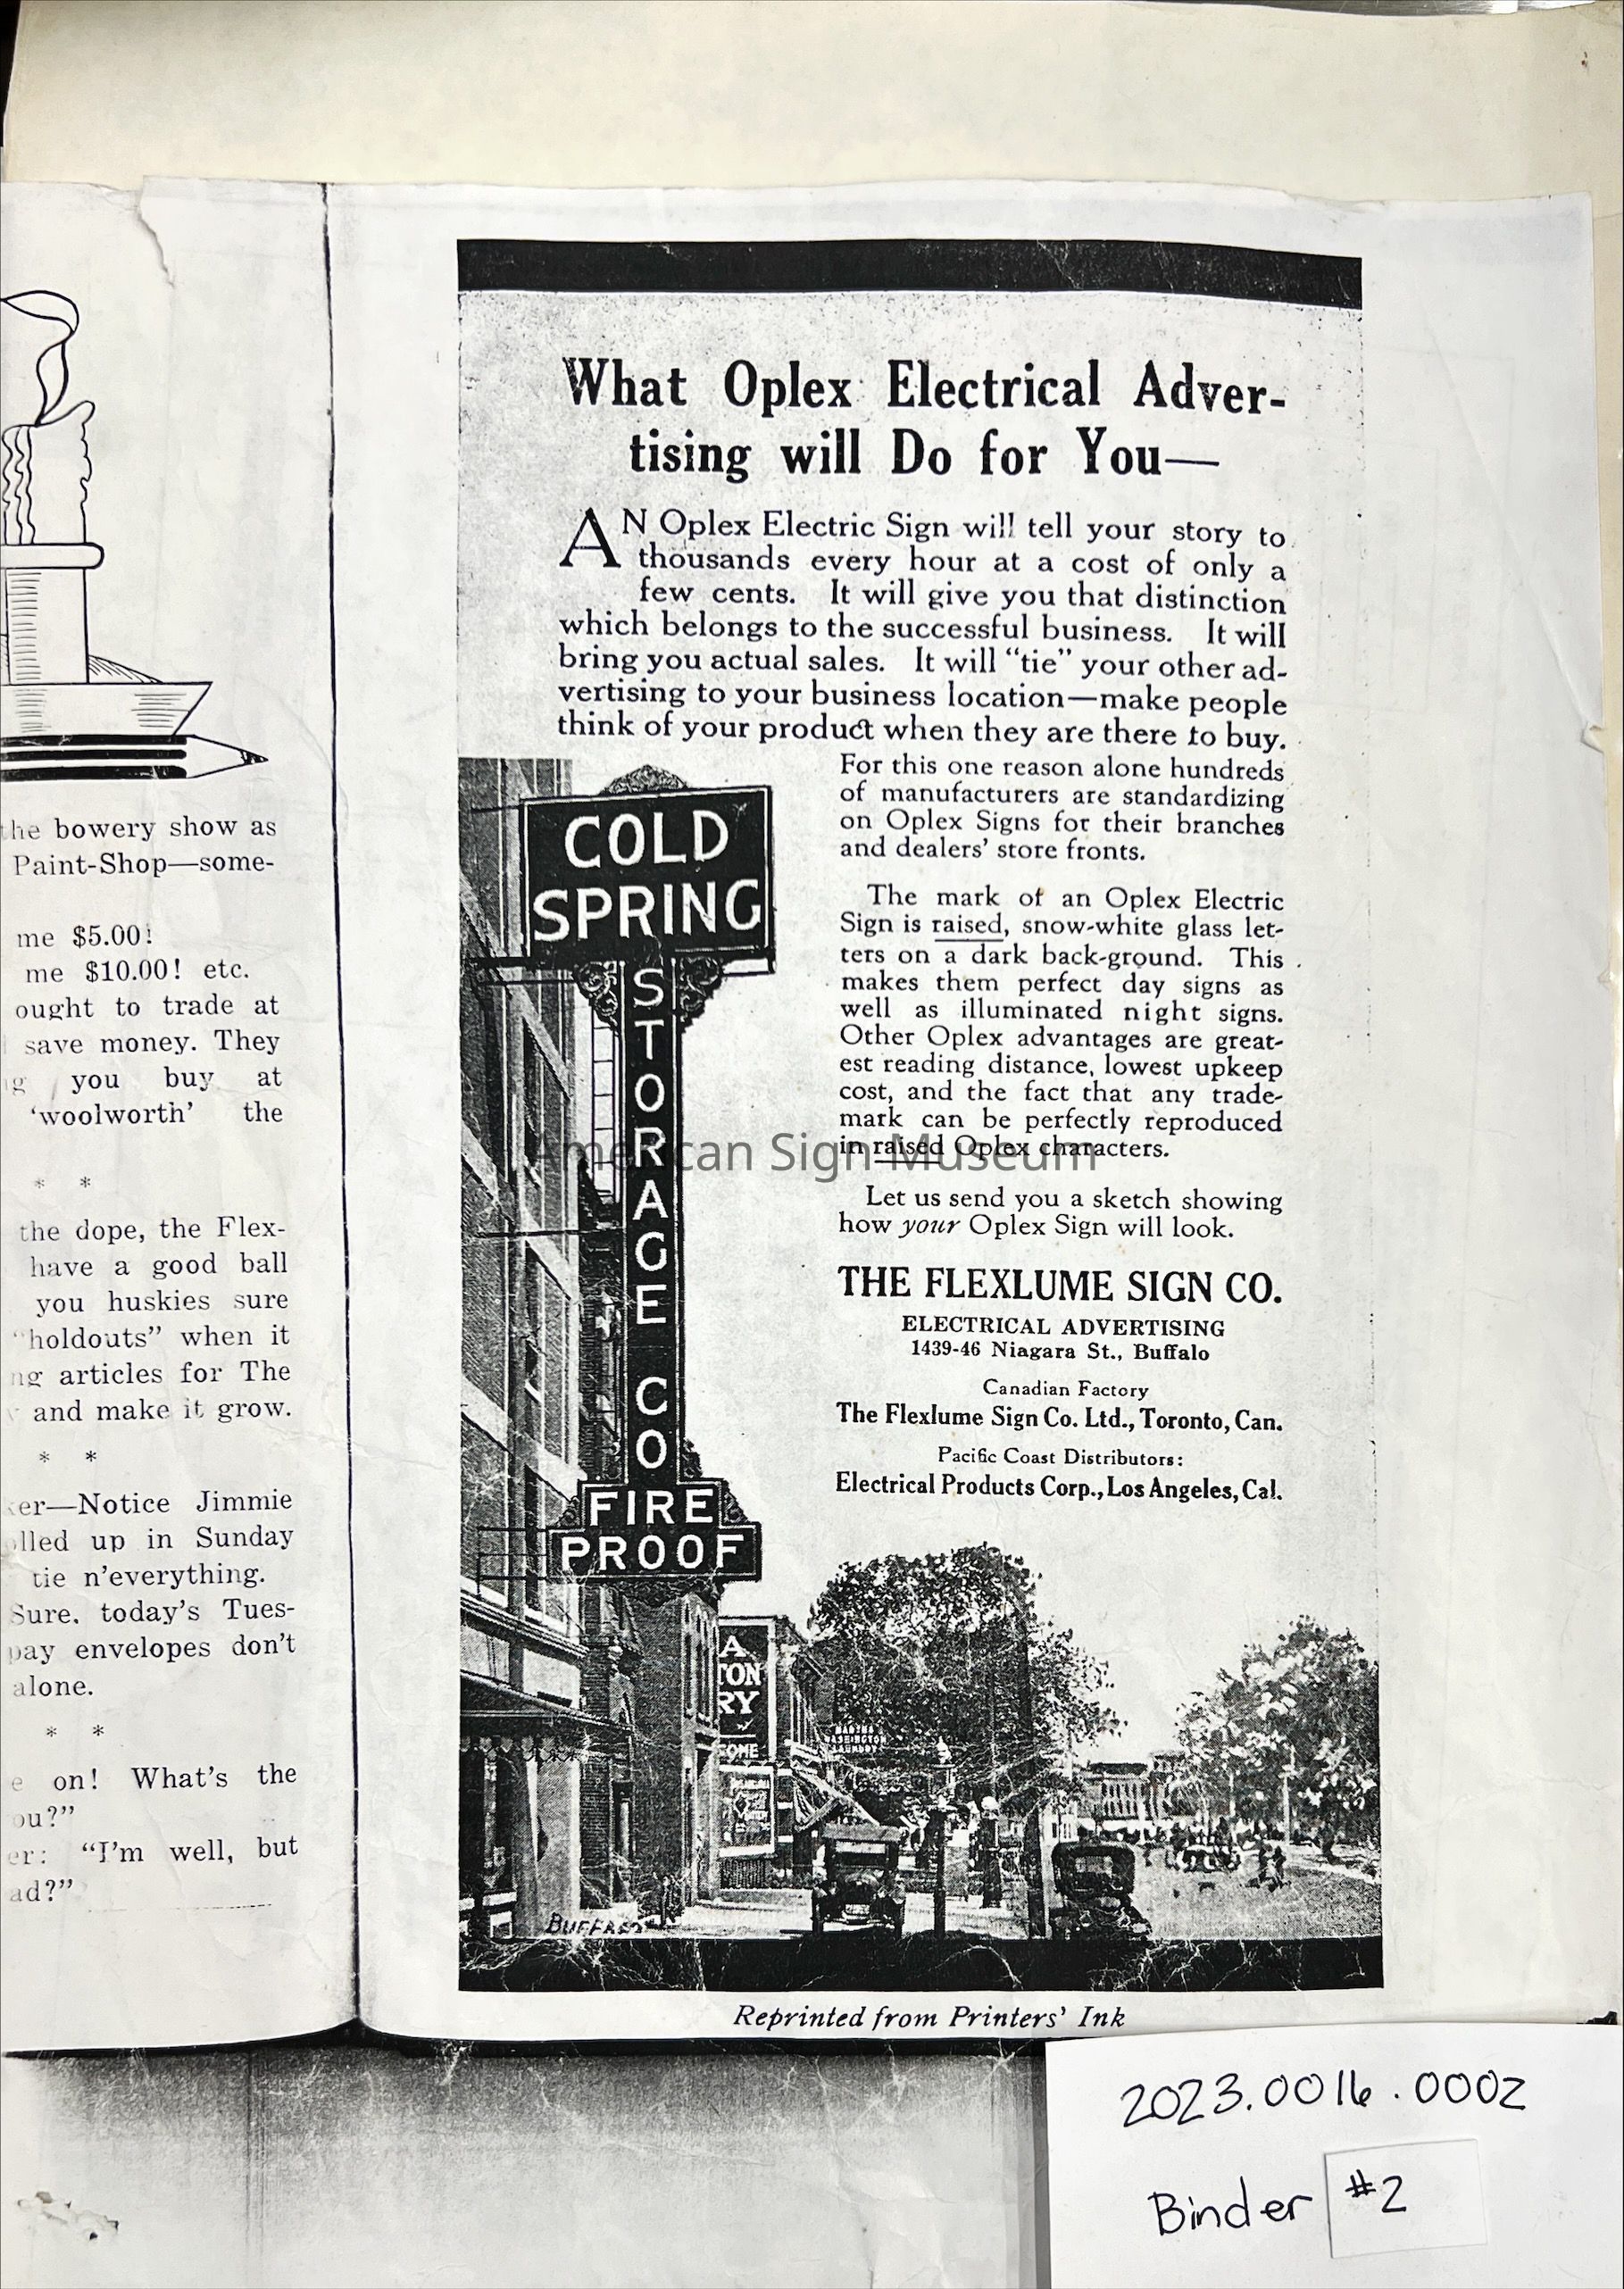 the bowery show as
Paint-Shop—some-
me $5.00!
me $10.00! etc.
ought to trade at
save money. They
you buy at
'woolworth' the
* *
the dope, the Flex-
have a good ball
you huskies sure
"holdouts" when it
ng articles for The
and make it grow.
* *
er—Notice Jimmie
olled up in Sunday
tie n'everything.
Sure. today's Tues-
pay envelopes don't
alone.
* *
e on! What's the
ou?"
er: "I'm well, but
ad?"
What Oplex Electrical Adver-
tising will Do for You—
AN Oplex Electric Sign will tell your story to
thousands every hour at a cost of only a
few cents. It will give you that distinction
which belongs to the successful business. It will
bring you actual sales. It will "tie" your other ad-
vertising to your business location—make people
think of your product when they are there to buy.
For this one reason alone hundreds
of manufacturers are standardizing
on Oplex Signs for their branches
and dealers' store fronts.
The mark of an Oplex Electric
Sign is raised, snow-white glass let-
ters on a dark back-ground. This
makes them perfect day signs as
well as illuminated night signs.
Other Oplex advantages are great-
est reading distance, lowest upkeep
cost, and the fact that any trade-
mark can be perfectly reproduced
in raised Oplex characters.
Let us send you a sketch showing
how your Oplex Sign will look.
THE FLEXLUME SIGN CO.
ELECTRICAL ADVERTISING
1439-46 Niagara St., Buffalo
Canadian Factory
The Flexlume Sign Co. Ltd., Toronto, Can.
Pacific Coast Distributors:
Electrical Products Corp., Los Angeles, Cal.
COLD
SPRING
STORAGE CO
FIRE
PROOF
A
TON
RY
COME
MARTHA
WASHINGTON
LAUNDRY
BUFFALO
Reprinted from Printers' Ink
American Sign Museum
2023.0016.0002
Binder #2